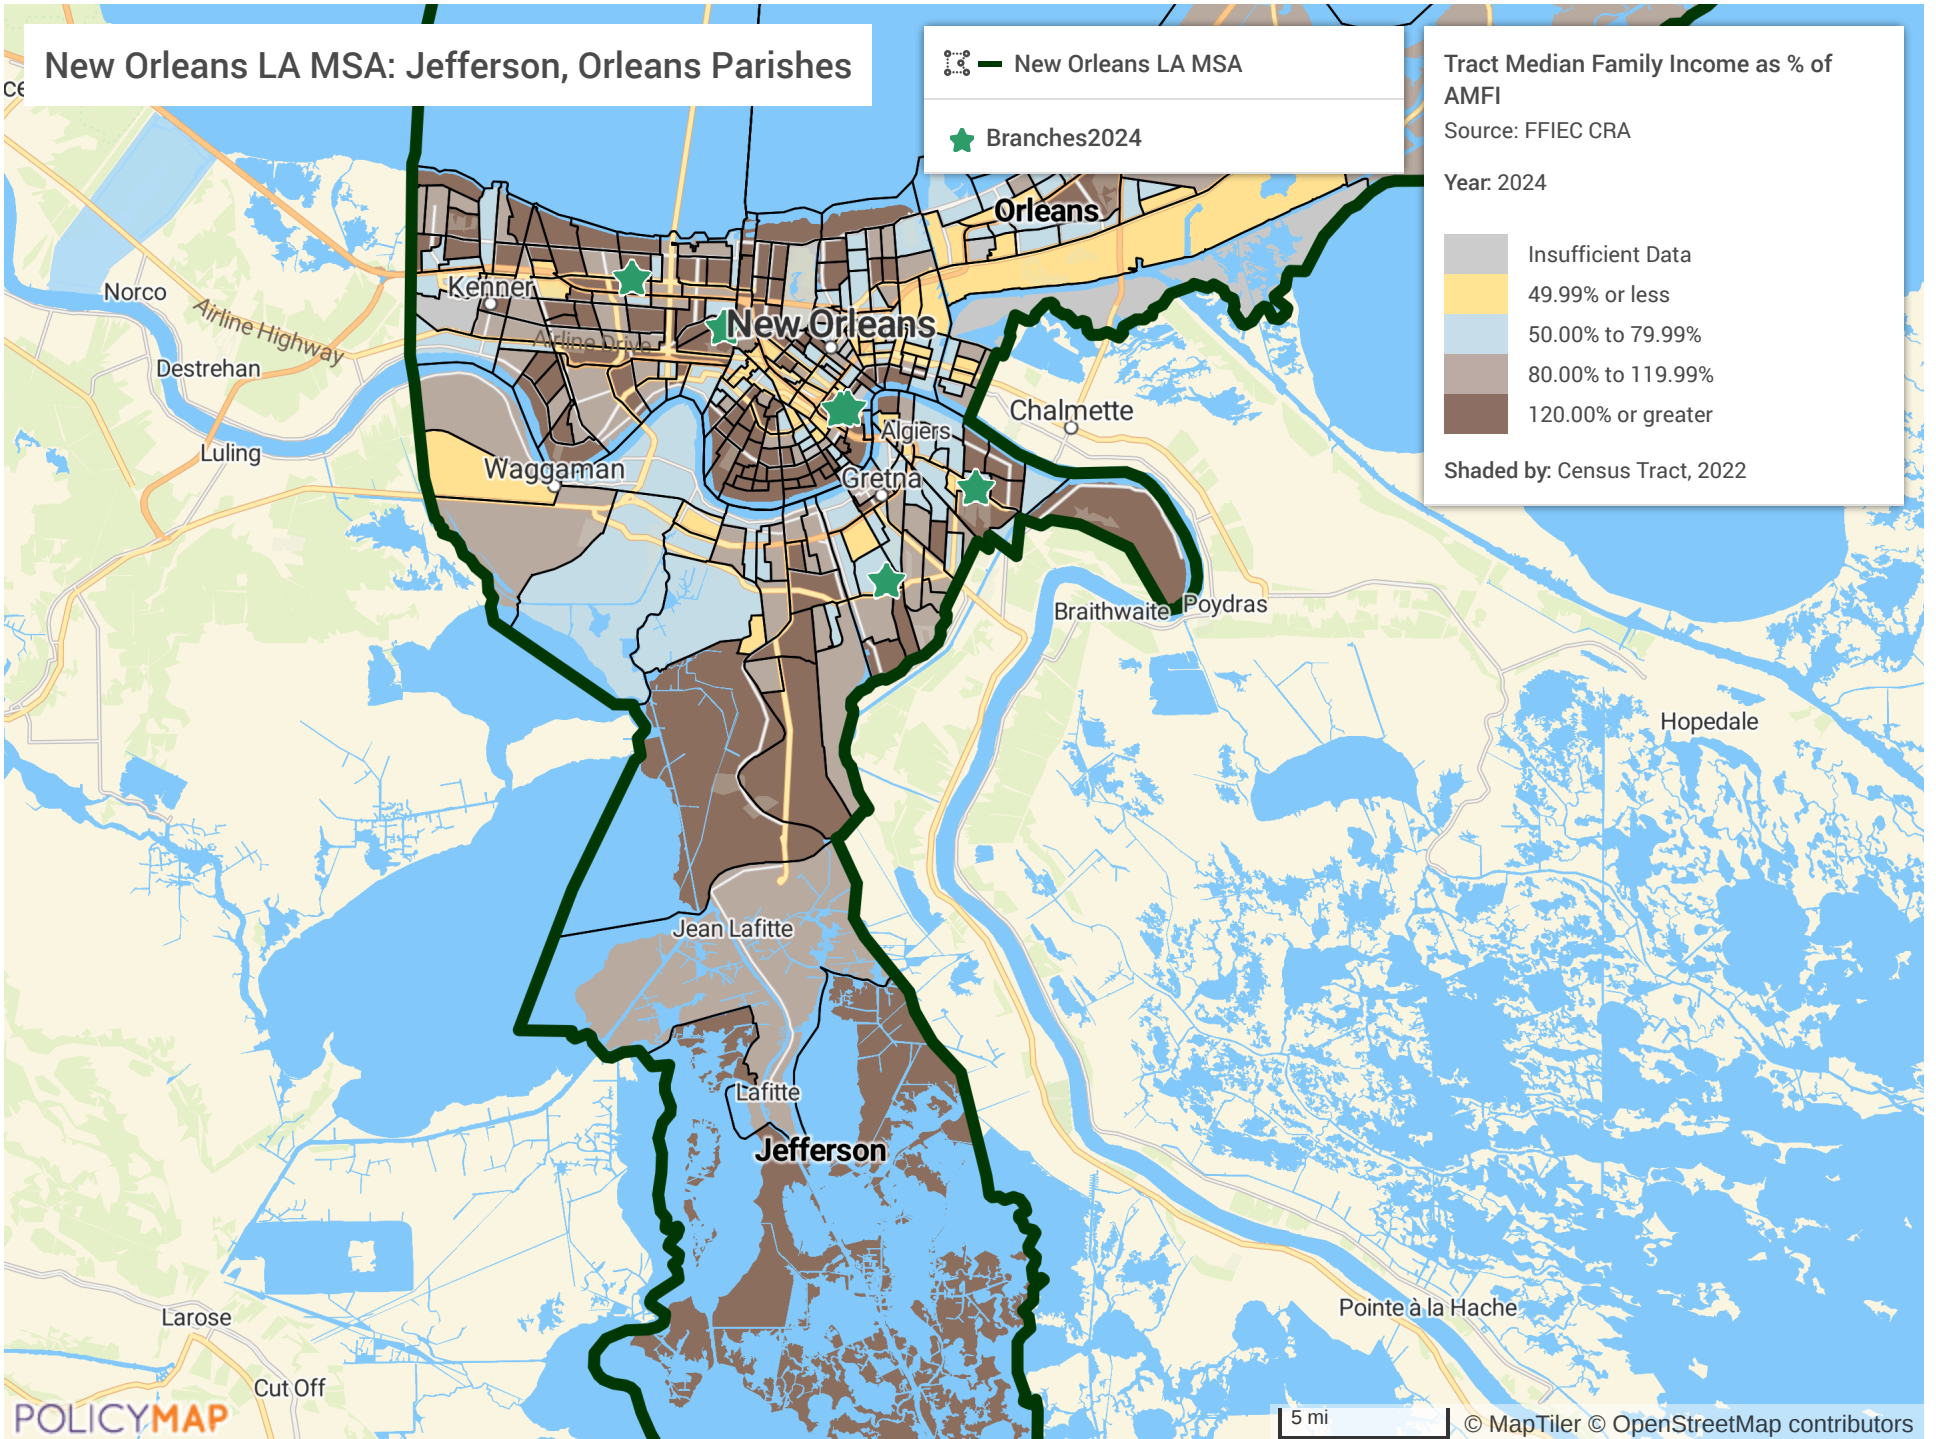 New Orleans LA MSA: Jefferson, Orleans Parishes
New Orleans LA MSA
Branches2024
Tract Median Family Income as % of
AMFI
Source: FFIEC CRA
Year: 2024
Insufficient Data
49.99% or less
50.00% to 79.99%
80.00% to 119.99%
120.00% or greater
Shaded by: Census Tract, 2022
ce
Orleans
Kenner
Norco
Airline Highway
New Orleans
Airline Drive
Destrehan
Chalmette
Algiers
Luling
Waggaman
Gretna
Braithwaite
Poydras
Hopedale
Jean Lafitte
Lafitte
Jefferson
Larose
Pointe à la Hache
Cut Off
POLICYMAP
5 mi
© MapTiler © OpenStreetMap contributors